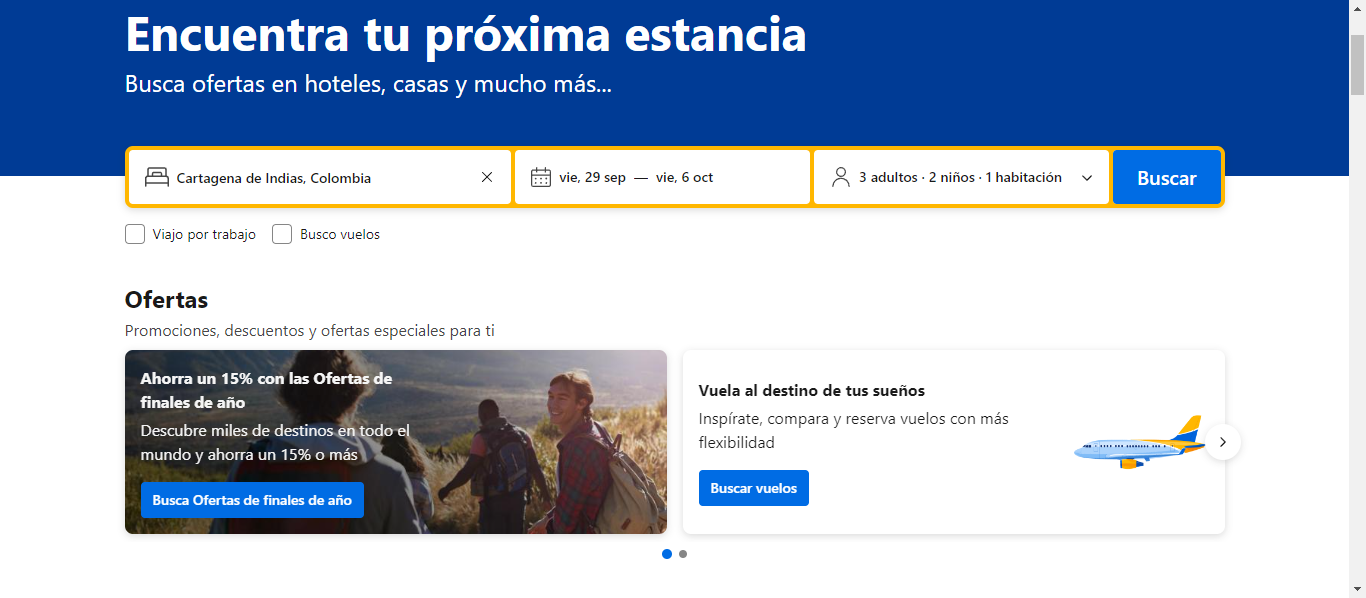 Encuentra tu próxima estancia
Busca ofertas en hoteles, casas y mucho más...
Cartagena de Indias, Colombia
vie, 29 sep — vie, 6 oct
3 adultos · 2 niños · 1 habitación
Buscar
Viajo por trabajo
Busco vuelos
Ofertas
Promociones, descuentos y ofertas especiales para ti
Ahorra un 15% con las Ofertas de
finales de año
Descubre miles de destinos en todo el
mundo y ahorra un 15% o más
Busca Ofertas de finales de año
Vuela al destino de tus sueños
Inspírate, compara y reserva vuelos con más
flexibilidad
Buscar vuelos